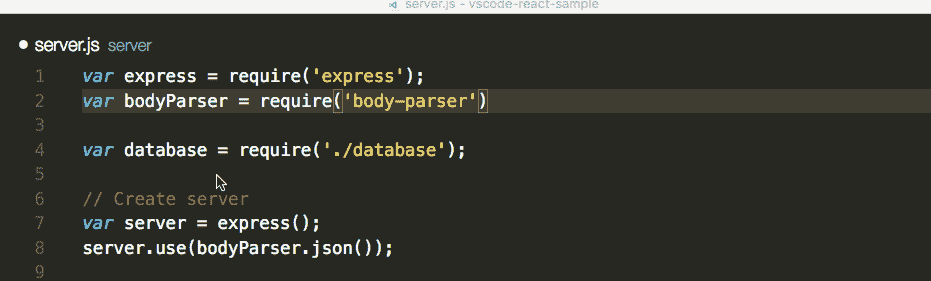 server.js - vscode-react-sample
server.js server
1 var express = require('express');
2 var bodyParser = require('body-parser')
3
4 var database = require('./database');
5
6 // Create server
7 var server = express();
8 server.use(bodyParser.json());
9